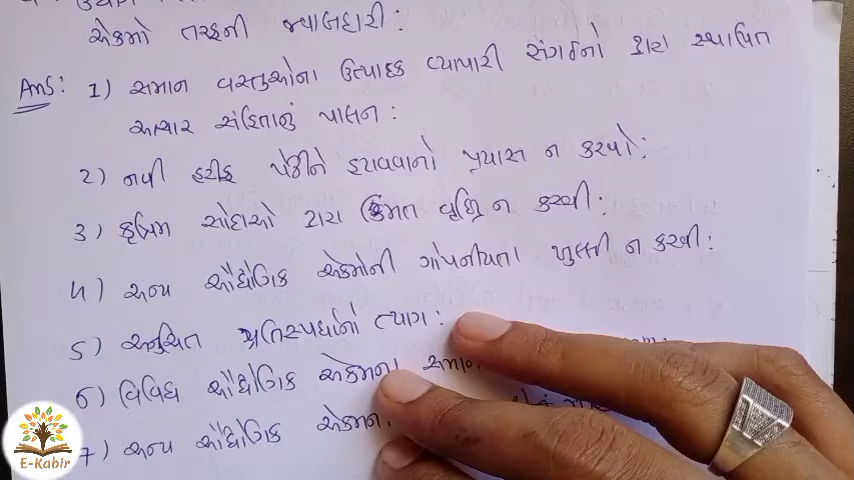 એકમો તરફની જવાબદારી :
Ans : 1) સમાન વસ્તુઓના ઉત્પાદક વ્યાપારી સંગઠનો દ્વારા સ્થાપિત
આચાર સંહિતાનું પાલન :
2) નવી હરીફ પેઢીને હટાવવાનો પ્રયાસ ન કરવો :
3) કૃત્રિમ સોદાઓ દ્વારા કિંમત વૃદ્ધિ ન કરવી :
4) અન્ય ઔદ્યોગિક એકમોની ગોપનીયતા ખુલ્લી ન કરવી :
5) અનુચિત પ્રતિસ્પર્ધાનો ત્યાગ :
6) વિવિધ ઔદ્યોગિક એકમના
7) અન્ય ઔદ્યોગિક
E-Kabir